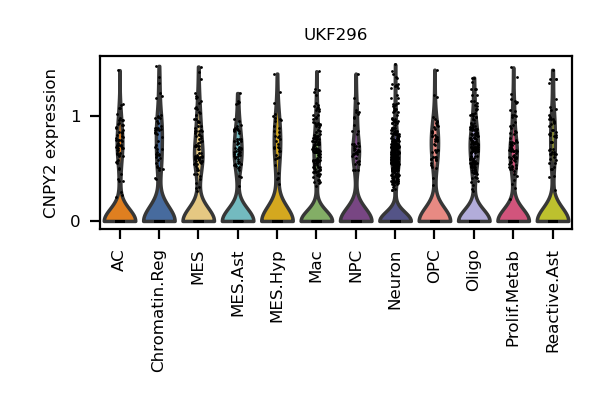 UKF296
CNPY2 expression
1
0
AC
Chromatin.Reg
MES
MES.Ast
MES.Hyp
Mac
NPC
Neuron
OPC
Oligo
Prolif.Metab
Reactive.Ast